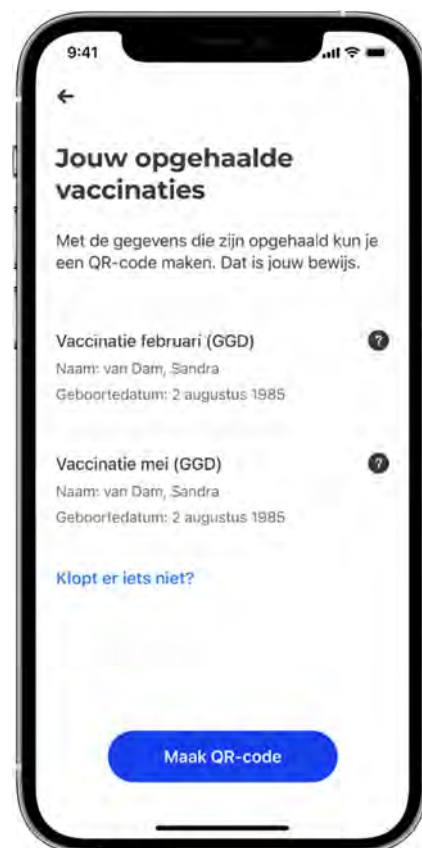 9:41
Jouw opgehaalde
vaccinaties
Met de gegevens die zijn opgehaald kun je
een QR-code maken. Dat is jouw bewijs.
Vaccinatie februari (GGD) ?
Naam: van Dam, Sandra
Geboortedatum: 2 augustus 1985
Vaccinatie mei (GGD) ?
Naam: van Dam, Sandra
Geboortedatum: 2 augustus 1985
Klopt er iets niet?
Maak QR-code